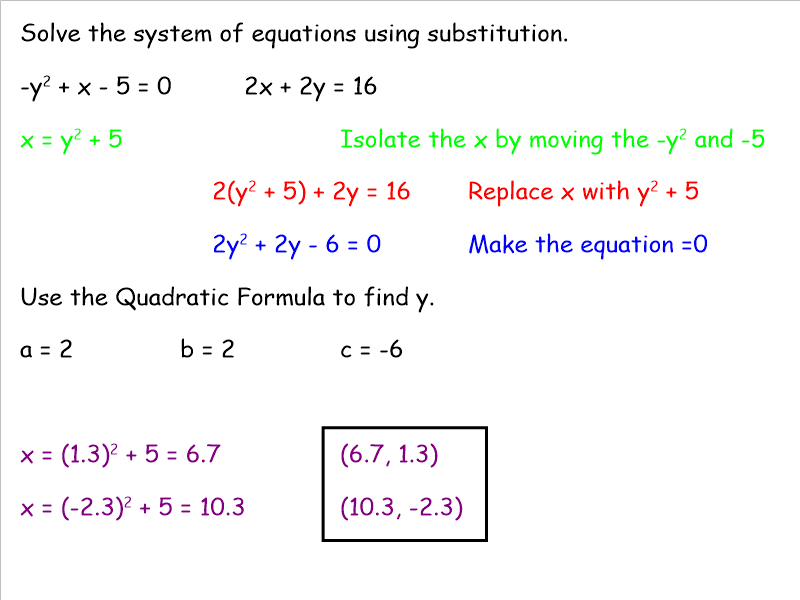 Solve the system of equations using substitution.
-y² + x - 5 = 0 2x + 2y = 16
x = y² + 5 Isolate the x by moving the -y² and -5
2(y² + 5) + 2y = 16 Replace x with y² + 5
2y² + 2y - 6 = 0 Make the equation =0
Use the Quadratic Formula to find y.
a = 2 b = 2 c = -6
x = (1.3)² + 5 = 6.7 (6.7, 1.3)
x = (-2.3)² + 5 = 10.3 (10.3, -2.3)